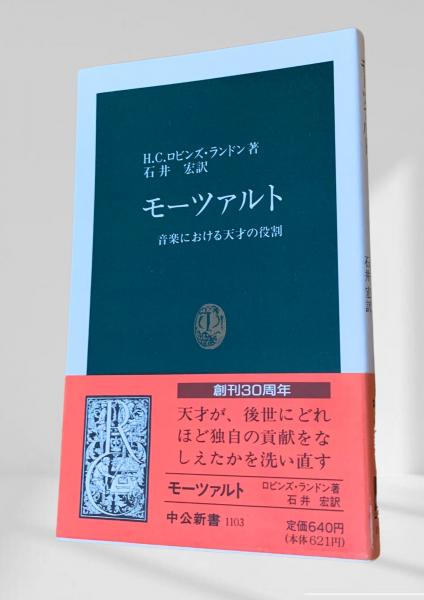 H.C.ロビンズ・ランドン著
石井 宏訳
モーツァルト
音楽における天才の役割
創刊30周年
天才が、後世にどれ
ほど独自の貢献をな
しえたかを洗い直す
モーツァルト
ロビンズ・ランドン著
石井 宏訳
中公新書 1103
定価640円
(本体621円)
石井 宏訳